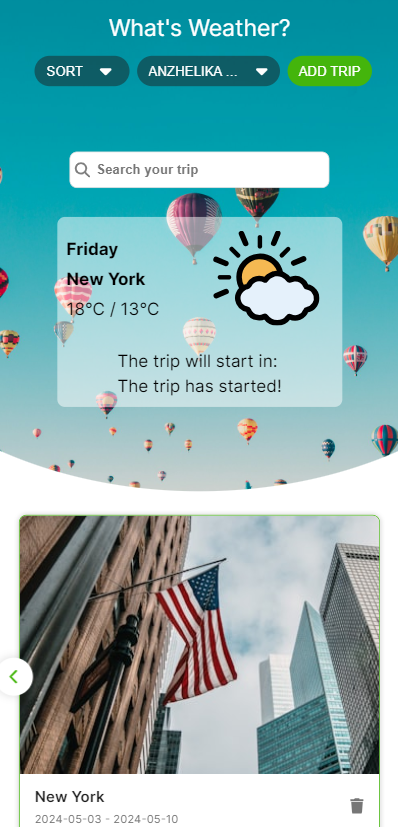 What's Weather?
SORT
ANZHELIKA ...
ADD TRIP
Search your trip
Friday
New York
18°C / 13°C
The trip will start in:
The trip has started!
New York
2024-05-03 - 2024-05-10